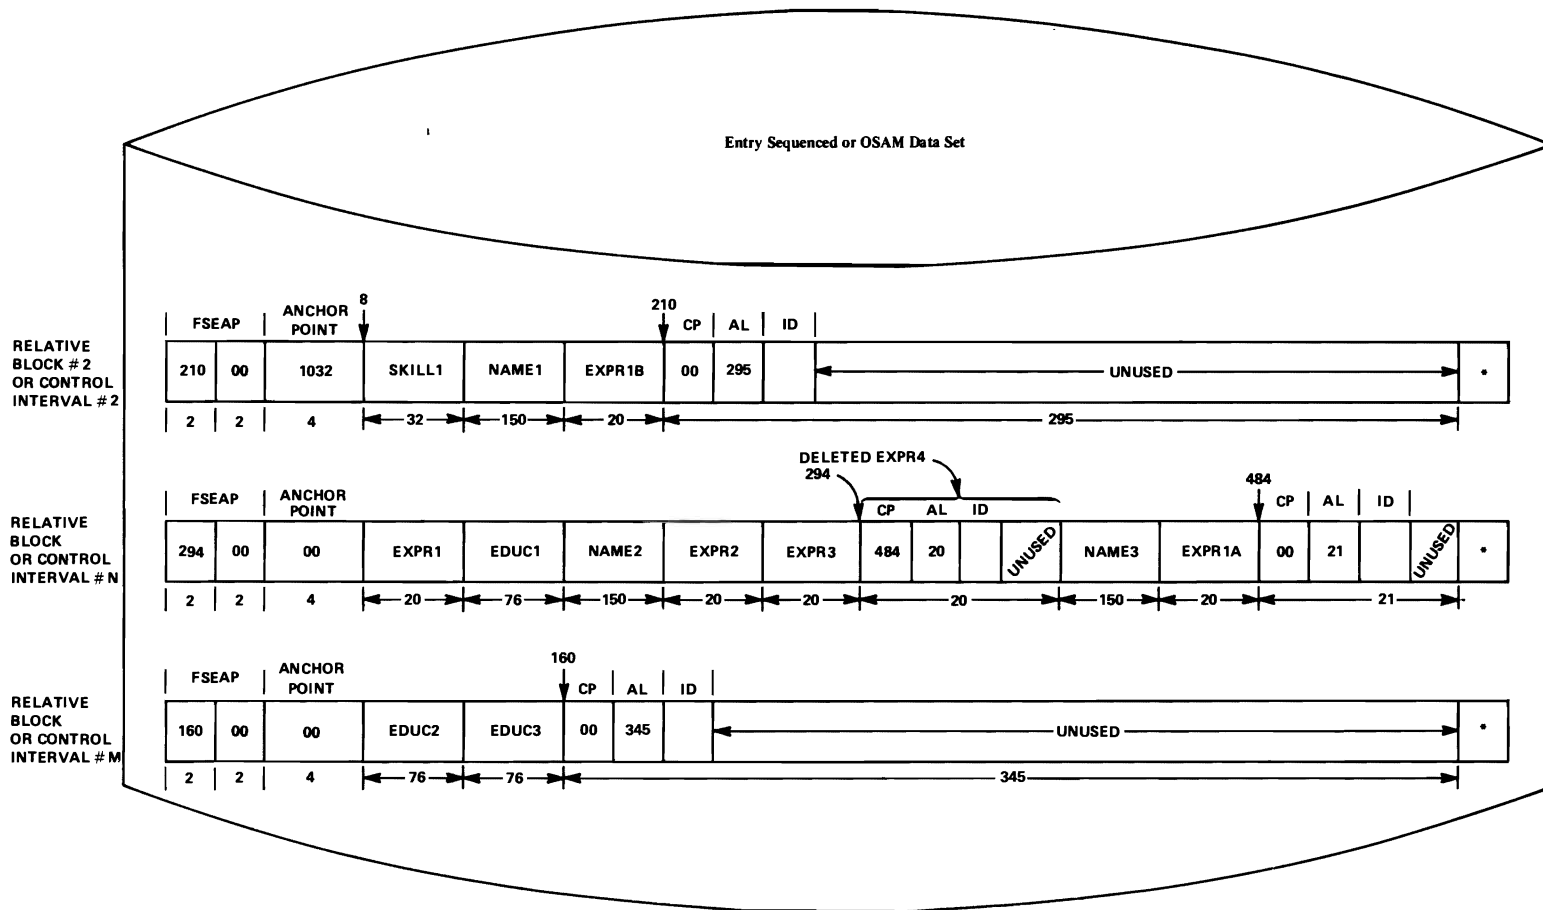 Entry Sequenced or OSAM Data Set
8
210
FSEAP
ANCHOR
POINT
CP AL ID
RELATIVE
BLOCK #2
OR CONTROL
INTERVAL #2
210 00 1032 SKILL1 NAME1 EXPR1B 00 295 UNUSED *
2 2 4 32 150 20 295
DELETED EXPR4
294
484
FSEAP
ANCHOR
POINT
CP AL ID CP AL ID
RELATIVE
BLOCK
OR CONTROL
INTERVAL #N
294 00 00 EXPR1 EDUC1 NAME2 EXPR2 EXPR3 484 20 UNUSED NAME3 EXPR1A 00 21 UNUSED *
2 2 4 20 76 150 20 20 20 150 20 21
160
FSEAP
ANCHOR
POINT
CP AL ID
RELATIVE
BLOCK
OR CONTROL
INTERVAL #M
160 00 00 EDUC2 EDUC3 00 345 UNUSED *
2 2 4 76 76 345